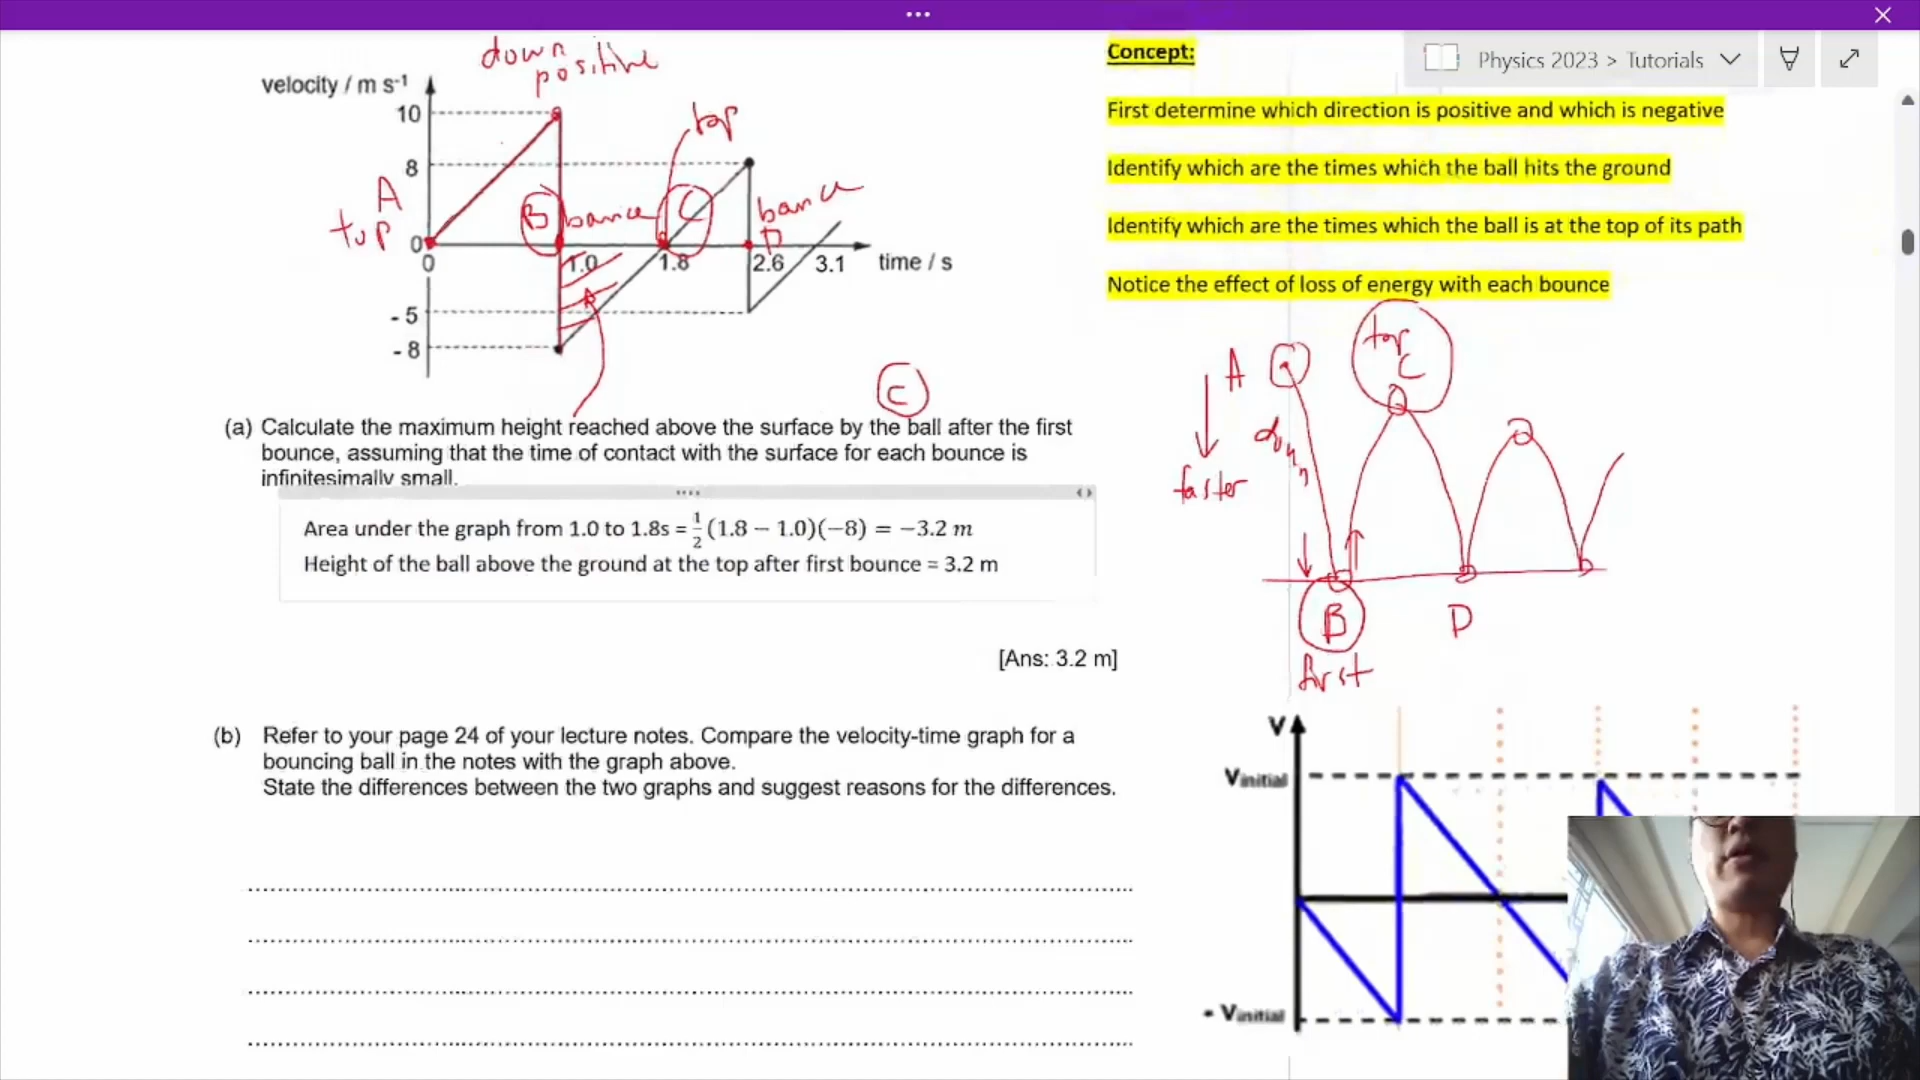 Physics 2023 > Tutorials
down
positive
velocity / m s⁻¹
10
8
0
- 5
- 8
A
top
B
bounce
top
C
bounce
D
0
1.0
1.8
2.6
3.1
time / s
C
(a) Calculate the maximum height reached above the surface by the ball after the first
bounce, assuming that the time of contact with the surface for each bounce is
infinitesimally small.
Area under the graph from 1.0 to 1.8s = 1/2 (1.8 − 1.0)(−8) = −3.2 m
Height of the ball above the ground at the top after first bounce = 3.2 m
[Ans: 3.2 m]
(b) Refer to your page 24 of your lecture notes. Compare the velocity-time graph for a
bouncing ball in the notes with the graph above.
State the differences between the two graphs and suggest reasons for the differences.
Concept:
First determine which direction is positive and which is negative
Identify which are the times which the ball hits the ground
Identify which are the times which the ball is at the top of its path
Notice the effect of loss of energy with each bounce
A
top
C
down
faster
B
D
first
V
Vinitial
- Vinitial